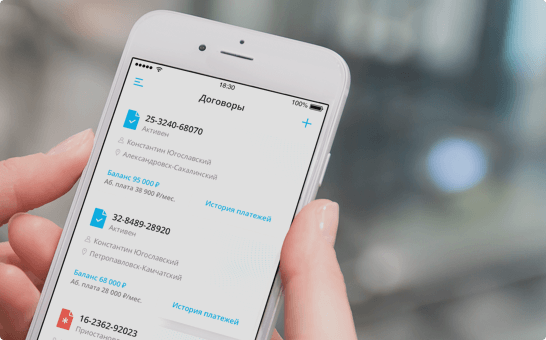 18:30
100%
Договоры
25-3240-68070
Активен
Константин Югославский
Александровск-Сахалинский
Баланс 95 000 ₽
Аб. плата 38 900 ₽/мес.
История платежей
32-8489-28920
Активен
Константин Югославский
Петропавловск-Камчатский
Баланс 68 000 ₽
Аб. плата 28 000 ₽/мес.
История платежей
16-2362-92023